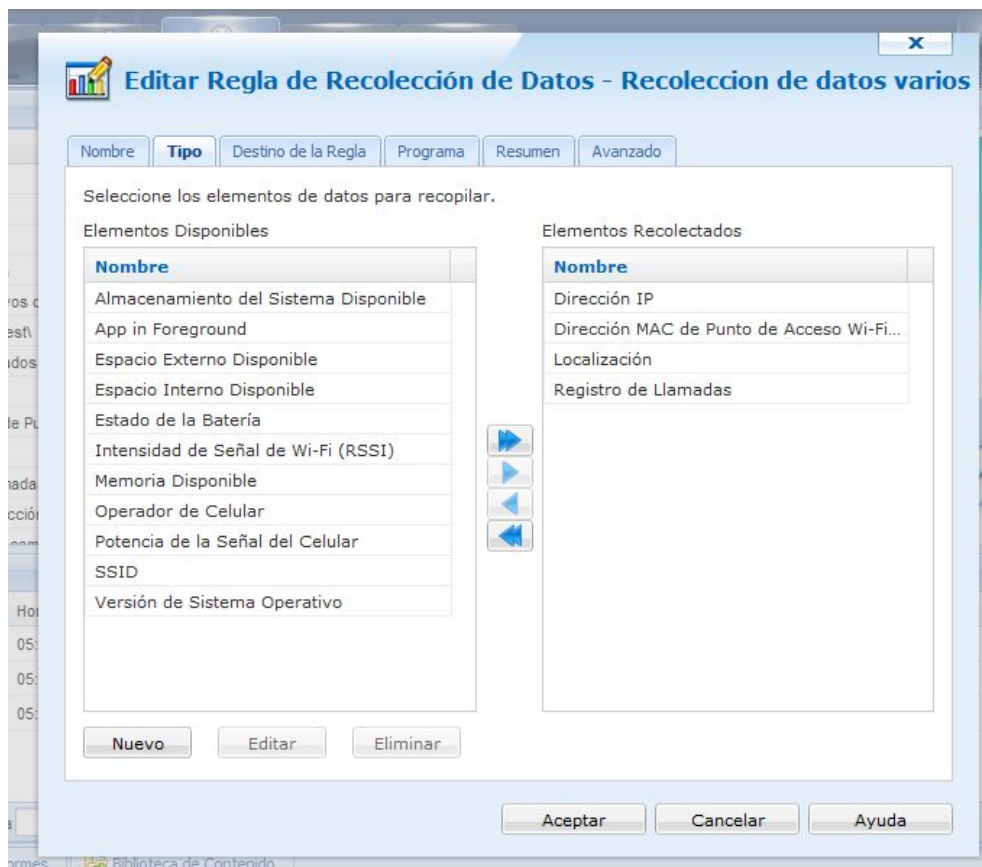 x
Editar Regla de Recolección de Datos - Recoleccion de datos varios
Nombre
Tipo
Destino de la Regla
Programa
Resumen
Avanzado
Seleccione los elementos de datos para recopilar.
Elementos Disponibles
Nombre
Almacenamiento del Sistema Disponible
App in Foreground
Espacio Externo Disponible
Espacio Interno Disponible
Estado de la Batería
Intensidad de Señal de Wi-Fi (RSSI)
Memoria Disponible
Operador de Celular
Potencia de la Señal del Celular
SSID
Versión de Sistema Operativo
Elementos Recolectados
Nombre
Dirección IP
Dirección MAC de Punto de Acceso Wi-Fi...
Localización
Registro de Llamadas
Nuevo
Editar
Eliminar
Aceptar
Cancelar
Ayuda
05:
05:
05:
Biblioteca de Contenido